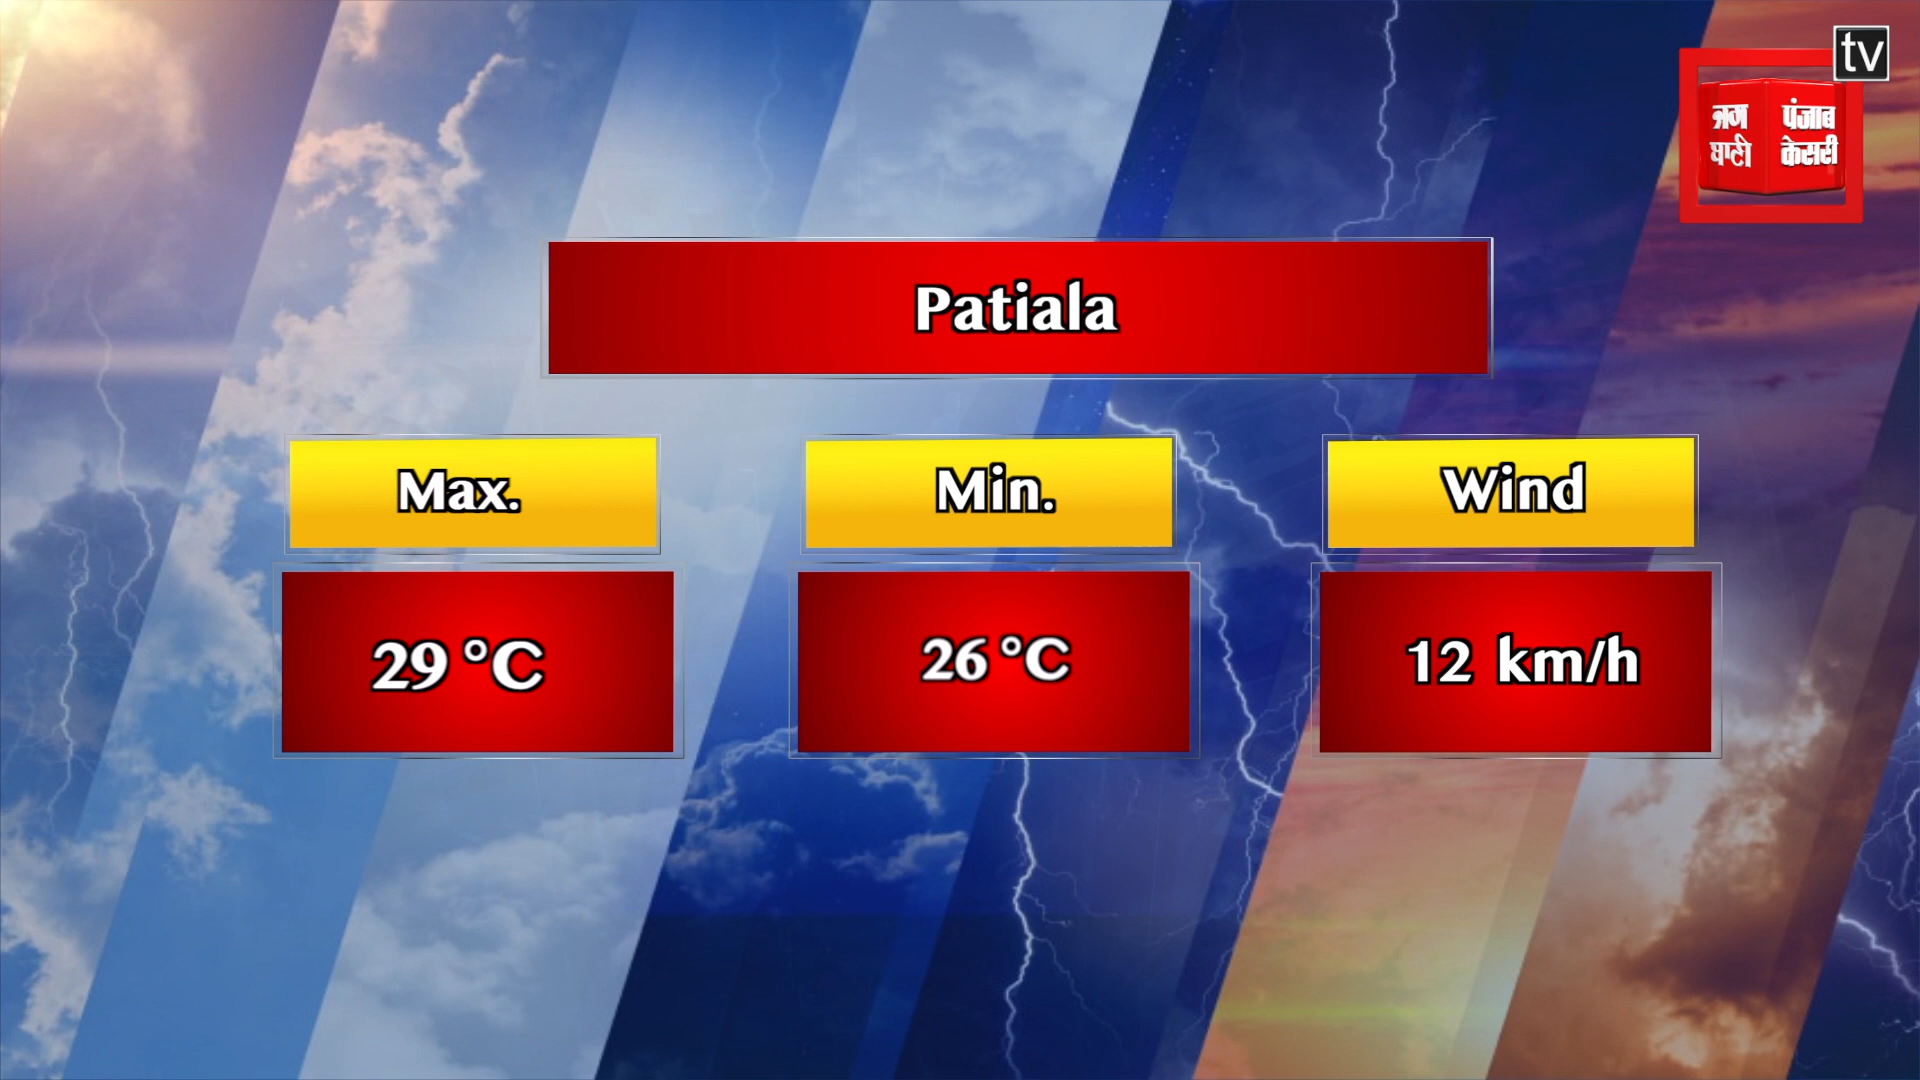 tv
जग
बाणी
पंजाब
केसरी
Patiala
Max.
Min.
Wind
29 °C
26 °C
12 km/h